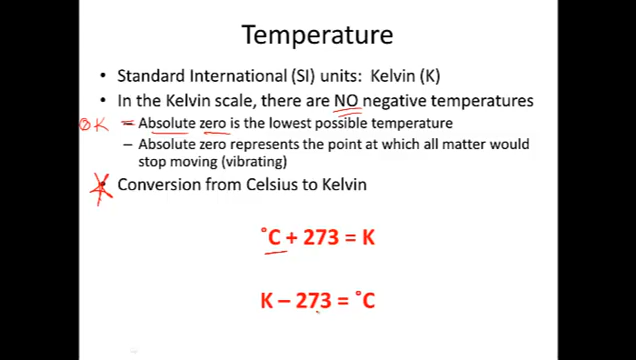 Temperature
• Standard International (SI) units: Kelvin (K)
• In the Kelvin scale, there are NO negative temperatures
0K – Absolute zero is the lowest possible temperature
– Absolute zero represents the point at which all matter would
stop moving (vibrating)
• Conversion from Celsius to Kelvin
°C + 273 = K
K – 273 = °C